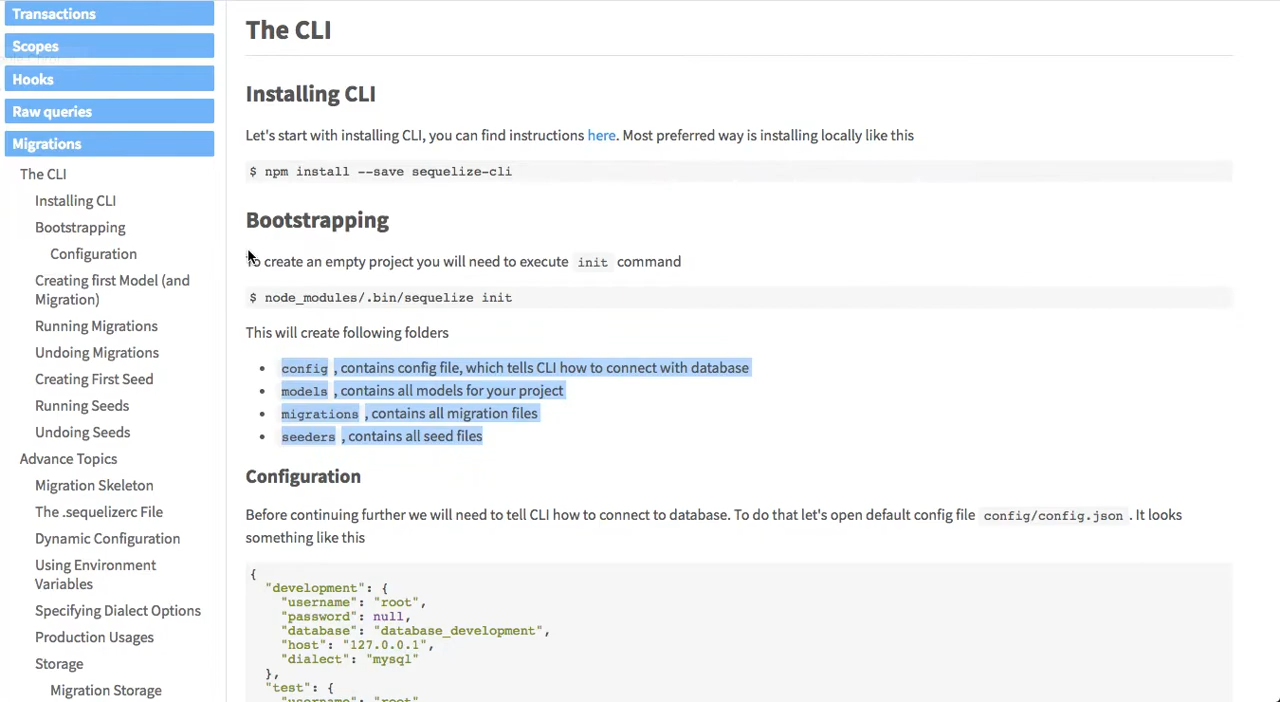 Transactions
Scopes
Hooks
Raw queries
Migrations
The CLI
Installing CLI
Bootstrapping
Configuration
Creating first Model (and
Migration)
Running Migrations
Undoing Migrations
Creating First Seed
Running Seeds
Undoing Seeds
Advance Topics
Migration Skeleton
The .sequelizerc File
Dynamic Configuration
Using Environment
Variables
Specifying Dialect Options
Production Usages
Storage
Migration Storage
The CLI
Installing CLI
Let's start with installing CLI, you can find instructions here. Most preferred way is installing locally like this
$ npm install --save sequelize-cli
Bootstrapping
To create an empty project you will need to execute init command
$ node_modules/.bin/sequelize init
This will create following folders
• config , contains config file, which tells CLI how to connect with database
• models , contains all models for your project
• migrations , contains all migration files
• seeders , contains all seed files
Configuration
Before continuing further we will need to tell CLI how to connect to database. To do that let's open default config file config/config.json . It looks
something like this
{
"development": {
"username": "root",
"password": null,
"database": "database_development",
"host": "127.0.0.1",
"dialect": "mysql"
},
"test": {
"username": "root"